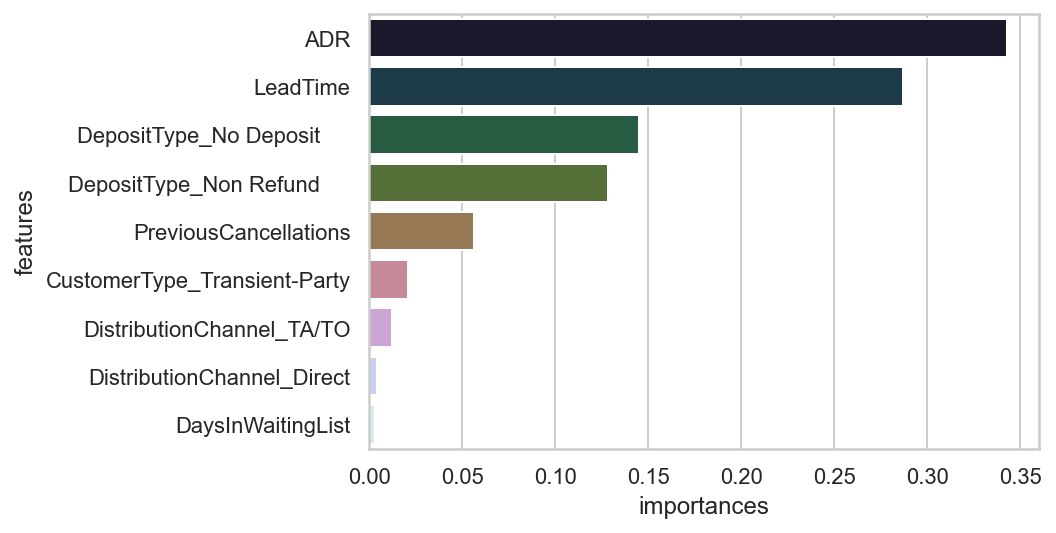 ADR
LeadTime
DepositType_No Deposit
DepositType_Non Refund
PreviousCancellations
CustomerType_Transient-Party
DistributionChannel_TA/TO
DistributionChannel_Direct
DaysInWaitingList
features
0.00 0.05 0.10 0.15 0.20 0.25 0.30 0.35
importances